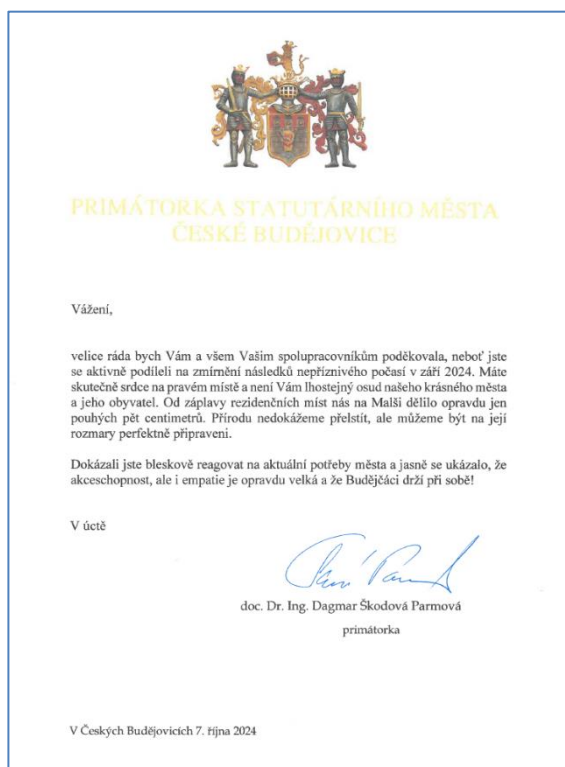 PRIMÁTORKA STATUTÁRNÍHO MĚSTA
ČESKÉ BUDĚJOVICE
Vážení,
velice ráda bych Vám a všem Vašim spolupracovníkům poděkovala, neboť jste
se aktivně podíleli na zmírnění následků nepříznivého počasí v září 2024. Máte
skutečně srdce na pravém místě a není Vám lhostejný osud našeho krásného města
a jeho obyvatel. Od záplavy rezidenčních míst nás na Malši dělilo opravdu jen
pouhých pět centimetrů. Přírodu nedokážeme přelstít, ale můžeme být na její
rozmary perfektně připraveni.
Dokázali jste bleskově reagovat na aktuální potřeby města a jasně se ukázalo, že
akceschopnost, ale i empatie je opravdu velká a že Budějčáci drží při sobě!
V úctě
doc. Dr. Ing. Dagmar Škodová Parmová
primátorka
V Českých Budějovicích 7. října 2024